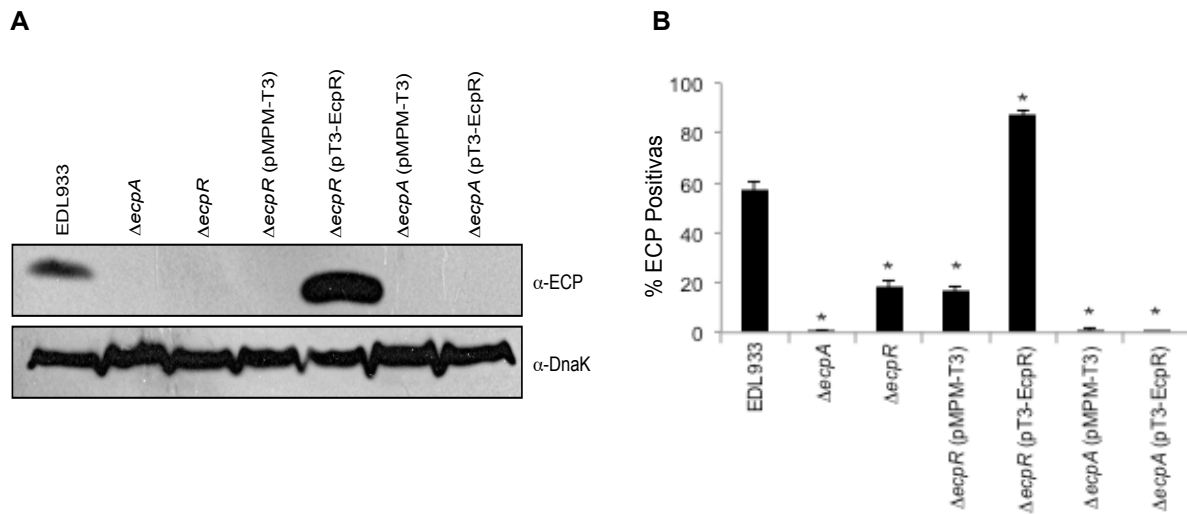 A
EDL933
ΔecpA
ΔecpR
ΔecpR (pMPM-T3)
ΔecpR (pT3-EcpR)
ΔecpA (pMPM-T3)
ΔecpA (pT3-EcpR)
α-ECP
α-DnaK
B
% ECP Positivas
100
80
60
40
20
0
*
*
*
*
*
*
EDL933
ΔecpA
ΔecpR
ΔecpR (pMPM-T3)
ΔecpR (pT3-EcpR)
ΔecpA (pMPM-T3)
ΔecpA (pT3-EcpR)